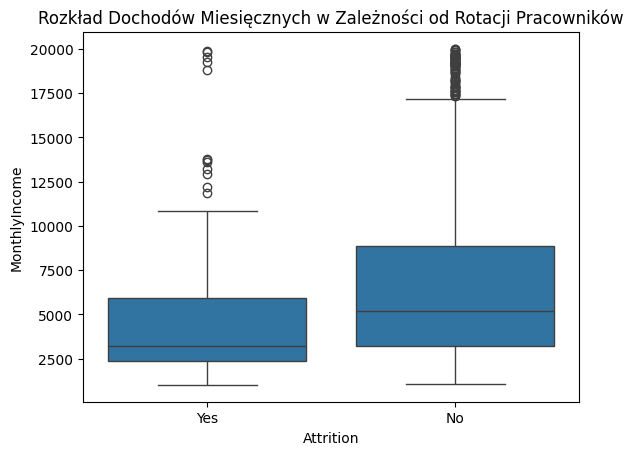 Rozkład Dochodów Miesięcznych w Zależności od Rotacji Pracowników
20000
17500
15000
12500
10000
7500
5000
2500
MonthlyIncome
Yes
No
Attrition